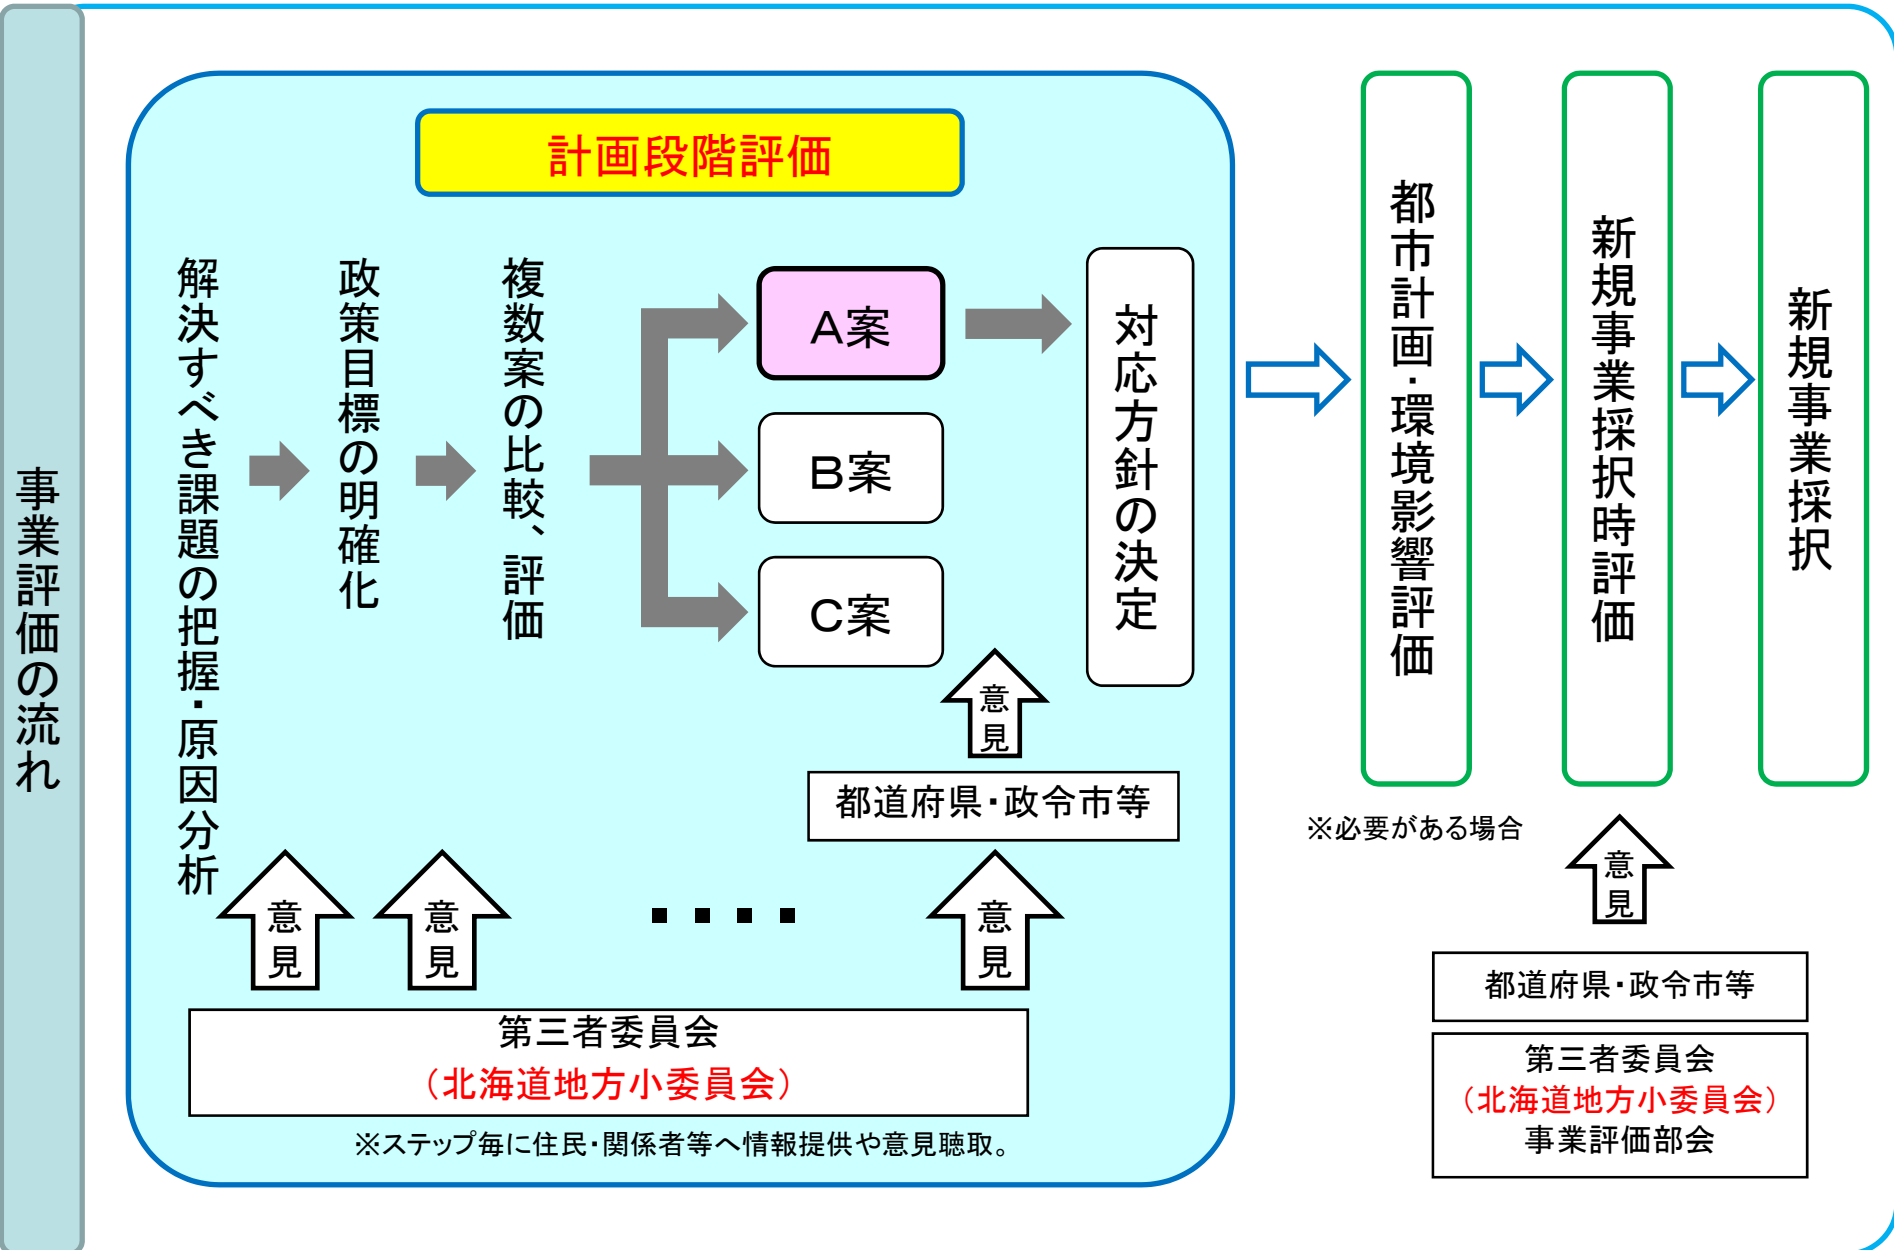 事業評価の流れ
計画段階評価
解決すべき課題の把握・原因分析
政策目標の明確化
複数案の比較、評価
A案
B案
C案
対応方針の決定
意見
都道府県・政令市等
意見
意見
・・・・
意見
第三者委員会
（北海道地方小委員会）
※ステップ毎に住民・関係者等へ情報提供や意見聴取。
都市計画・環境影響評価
※必要がある場合
新規事業採択時評価
意見
都道府県・政令市等
第三者委員会
（北海道地方小委員会）
事業評価部会
新規事業採択